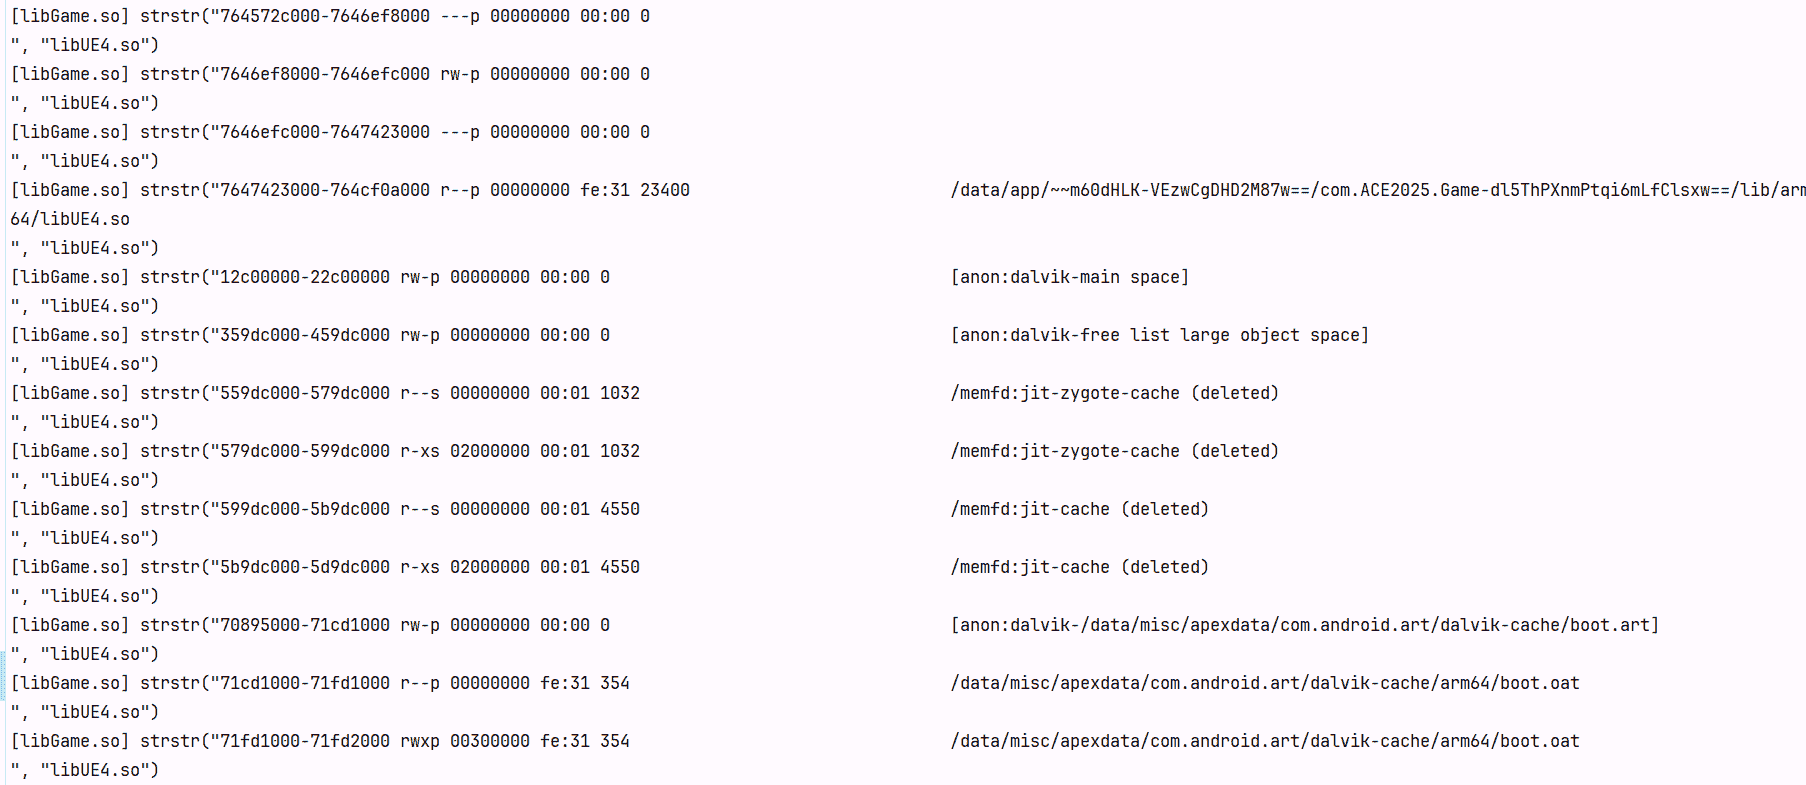 [libGame.so] strstr("764572c000-7646ef8000 ---p 00000000 00:00 0
", "libUE4.so")
[libGame.so] strstr("7646ef8000-7646efc000 rw-p 00000000 00:00 0
", "libUE4.so")
[libGame.so] strstr("7646efc000-7647423000 ---p 00000000 00:00 0
", "libUE4.so")
[libGame.so] strstr("7647423000-764cf0a000 r--p 00000000 fe:31 23400 /data/app/~~m60dHLK-VEzwCgDHD2M87w==/com.ACE2025.Game-dl5ThPXnmPtqi6mLfClsxw==/lib/arm
64/libUE4.so
", "libUE4.so")
[libGame.so] strstr("12c00000-22c00000 rw-p 00000000 00:00 0 [anon:dalvik-main space]
", "libUE4.so")
[libGame.so] strstr("359dc000-459dc000 rw-p 00000000 00:00 0 [anon:dalvik-free list large object space]
", "libUE4.so")
[libGame.so] strstr("559dc000-579dc000 r--s 00000000 00:01 1032 /memfd:jit-zygote-cache (deleted)
", "libUE4.so")
[libGame.so] strstr("579dc000-599dc000 r-xs 02000000 00:01 1032 /memfd:jit-zygote-cache (deleted)
", "libUE4.so")
[libGame.so] strstr("599dc000-5b9dc000 r--s 00000000 00:01 4550 /memfd:jit-cache (deleted)
", "libUE4.so")
[libGame.so] strstr("5b9dc000-5d9dc000 r-xs 02000000 00:01 4550 /memfd:jit-cache (deleted)
", "libUE4.so")
[libGame.so] strstr("70895000-71cd1000 rw-p 00000000 00:00 0 [anon:dalvik-/data/misc/apexdata/com.android.art/dalvik-cache/boot.art]
", "libUE4.so")
[libGame.so] strstr("71cd1000-71fd1000 r--p 00000000 fe:31 354 /data/misc/apexdata/com.android.art/dalvik-cache/arm64/boot.oat
", "libUE4.so")
[libGame.so] strstr("71fd1000-71fd2000 rwxp 00300000 fe:31 354 /data/misc/apexdata/com.android.art/dalvik-cache/arm64/boot.oat
", "libUE4.so")